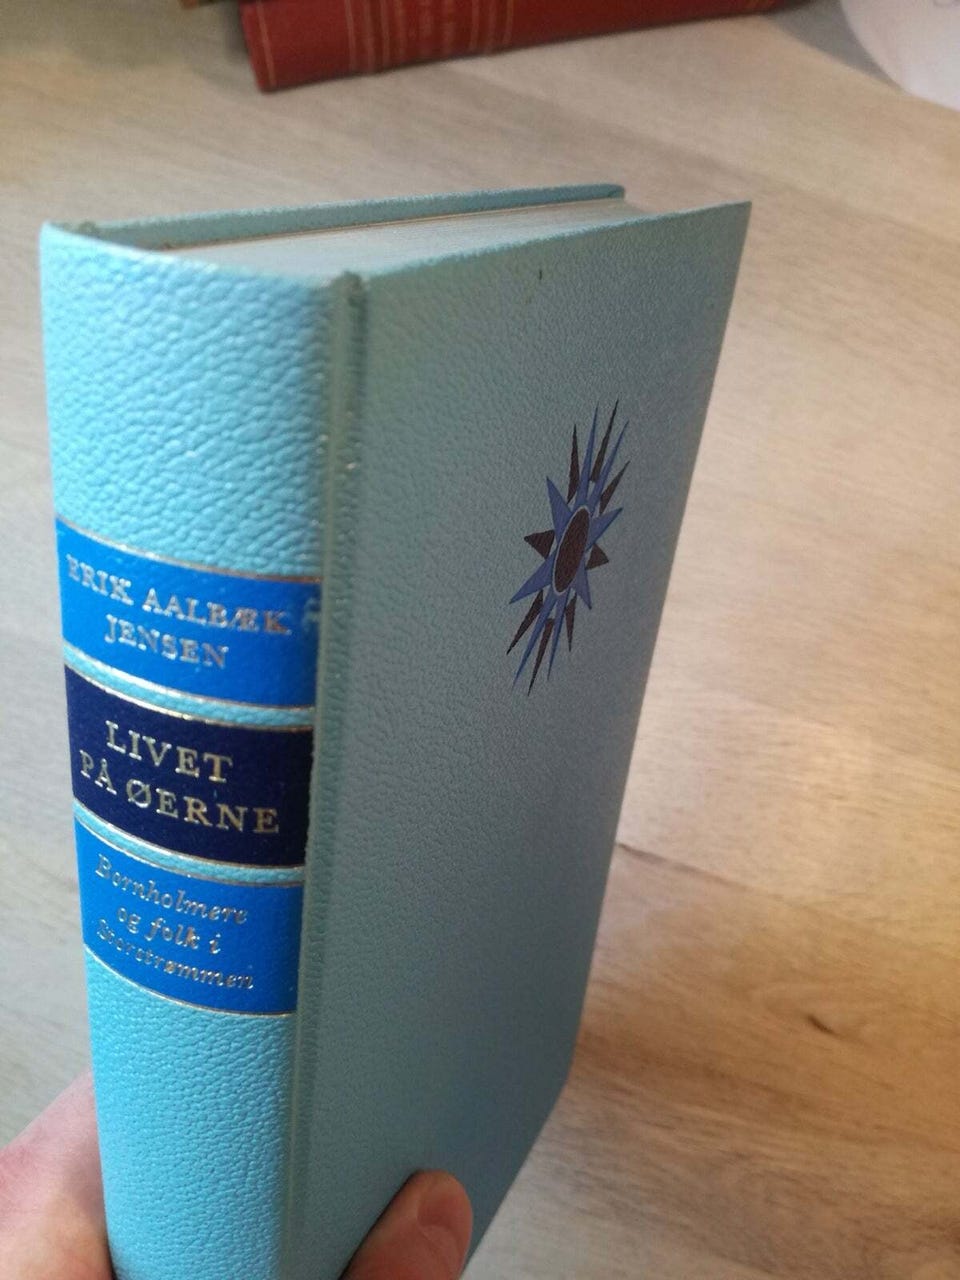 ERIK AALBÆK
JENSEN
LIVET
PÅ ØERNE
Bornholmere
og folk i
Storstrømmen